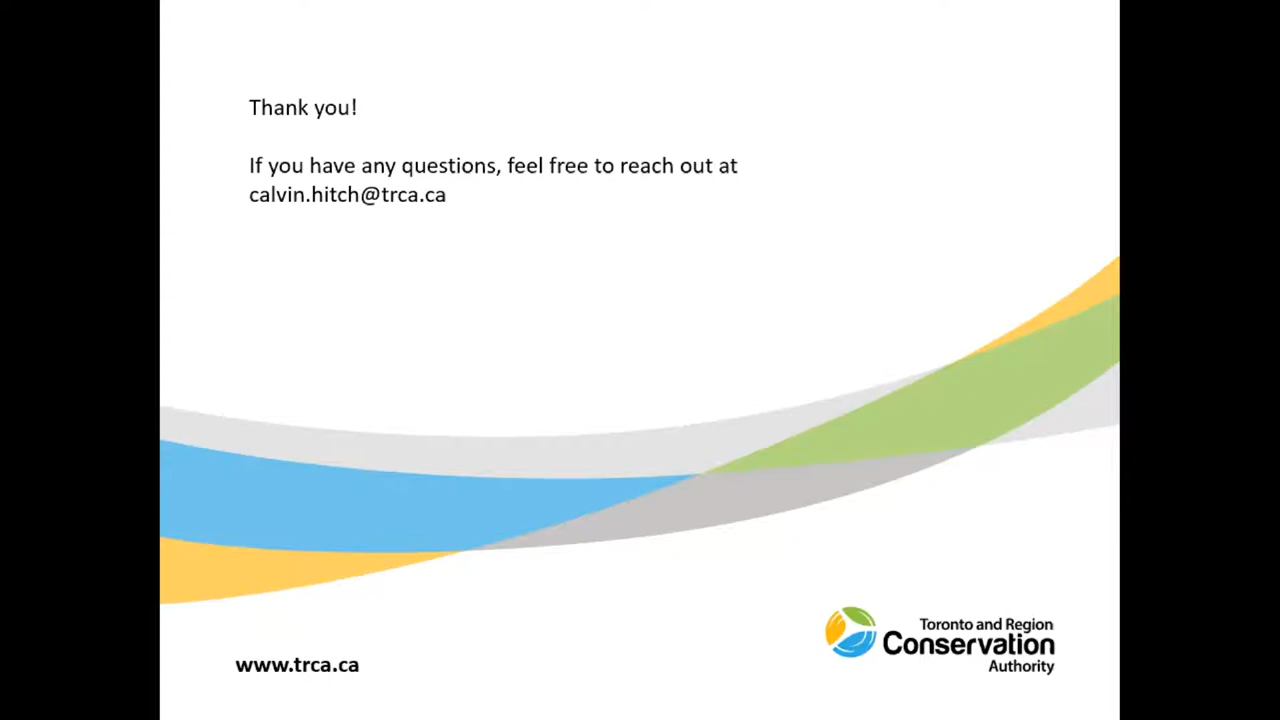 Thank you!
If you have any questions, feel free to reach out at
calvin.hitch@trca.ca
www.trca.ca
Toronto and Region
Conservation
Authority